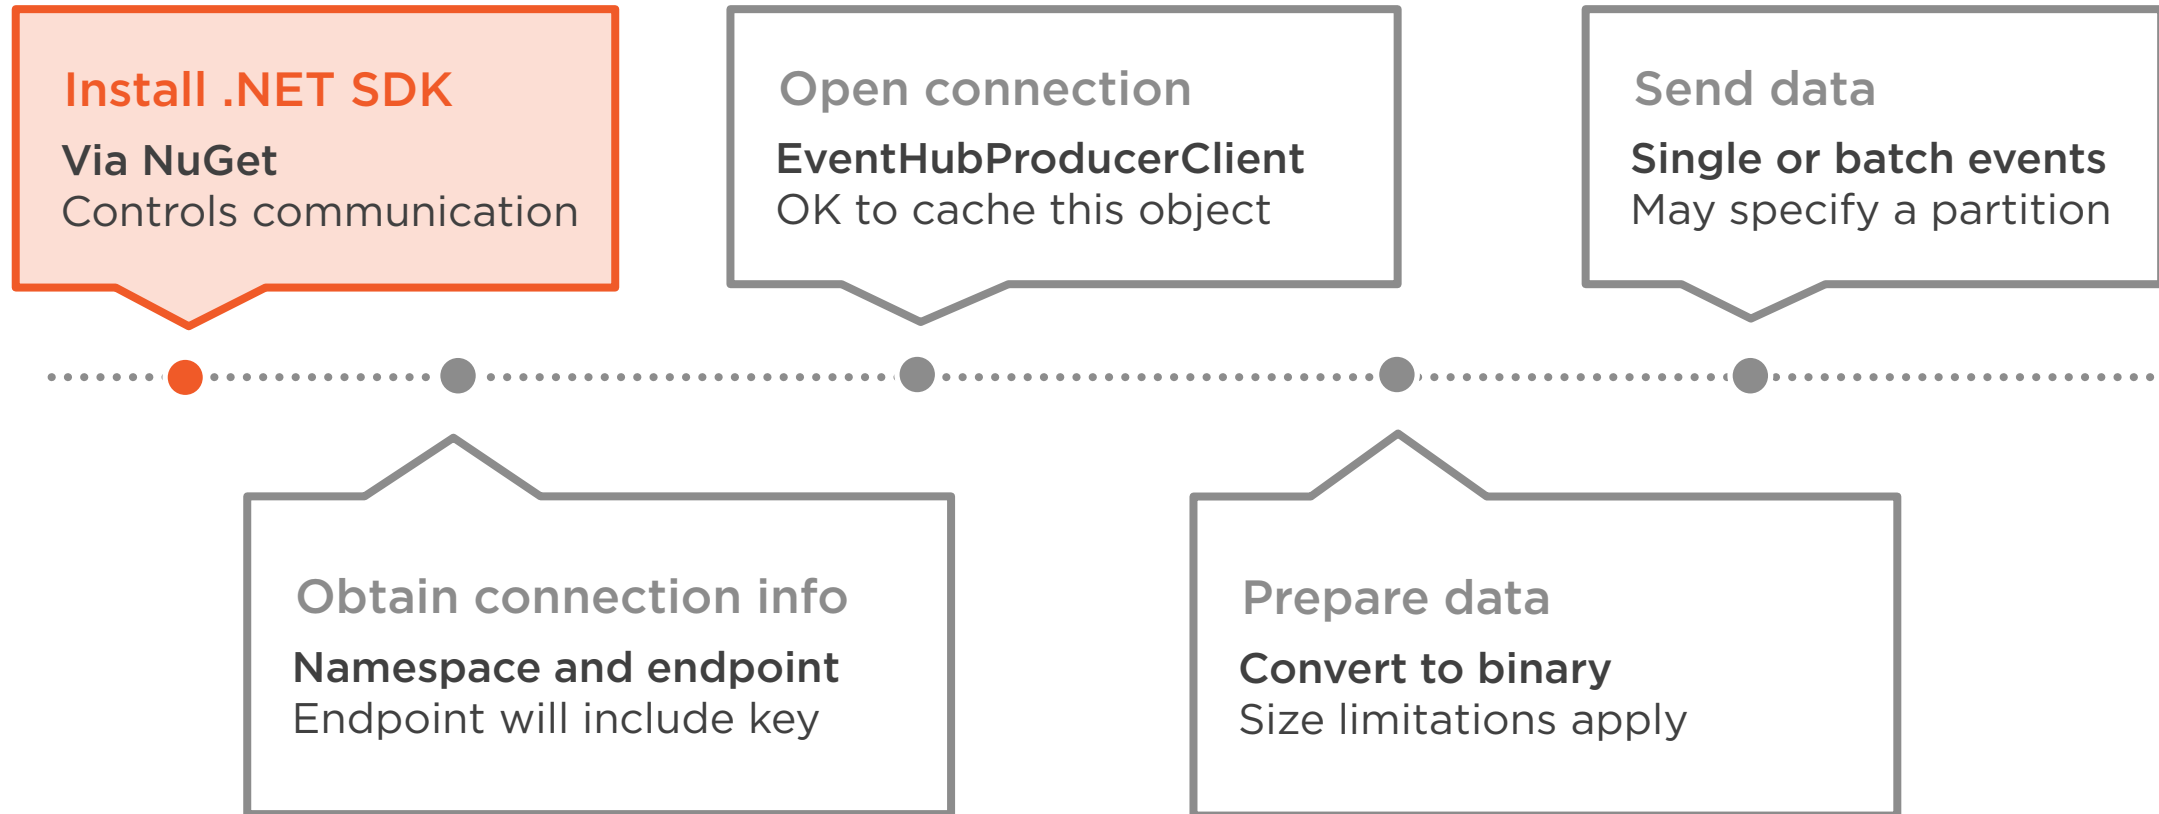 Install .NET SDK
Via NuGet
Controls communication
Obtain connection info
Namespace and endpoint
Endpoint will include key
Open connection
EventHubProducerClient
OK to cache this object
Prepare data
Convert to binary
Size limitations apply
Send data
Single or batch events
May specify a partition